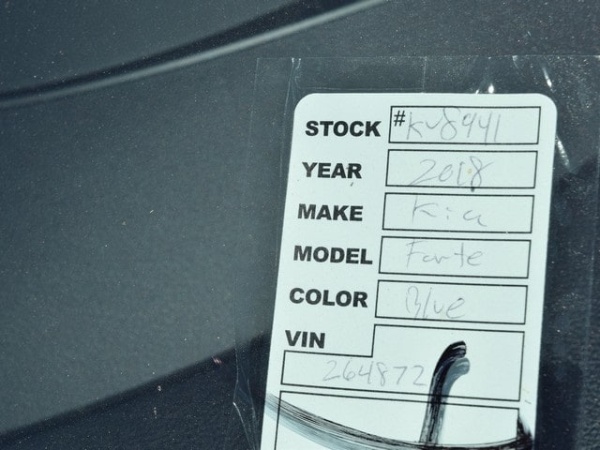 STOCK #KV8941
YEAR 2018
MAKE Kia
MODEL Forte
COLOR Blue
VIN
264872